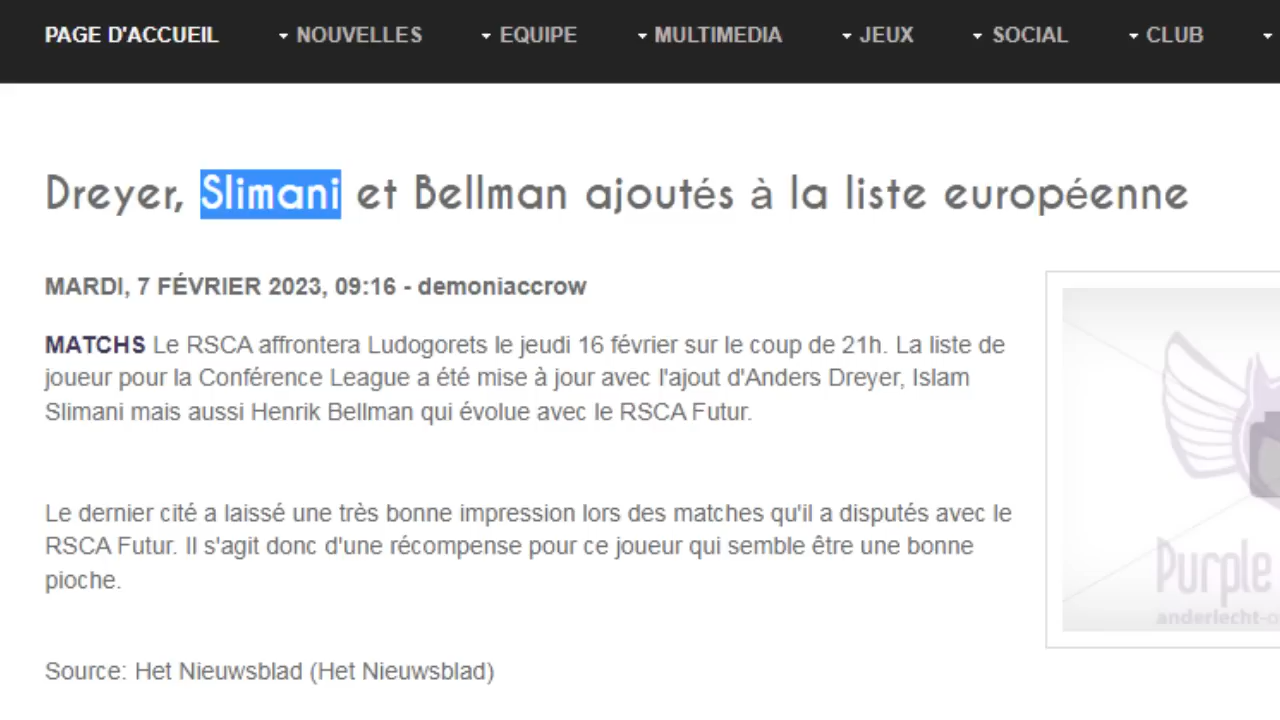 PAGE D'ACCUEIL NOUVELLES EQUIPE MULTIMEDIA JEUX SOCIAL CLUB
Dreyer, Slimani et Bellman ajoutés à la liste européenne
MARDI, 7 FÉVRIER 2023, 09:16 - demoniaccrow
MATCHS Le RSCA affrontera Ludogorets le jeudi 16 février sur le coup de 21h. La liste de
joueur pour la Conférence League a été mise à jour avec l'ajout d'Anders Dreyer, Islam
Slimani mais aussi Henrik Bellman qui évolue avec le RSCA Futur.
Le dernier cité a laissé une très bonne impression lors des matches qu'il a disputés avec le
RSCA Futur. Il s'agit donc d'une récompense pour ce joueur qui semble être une bonne
pioche.
Purple
anderlecht-o
Source: Het Nieuwsblad (Het Nieuwsblad)